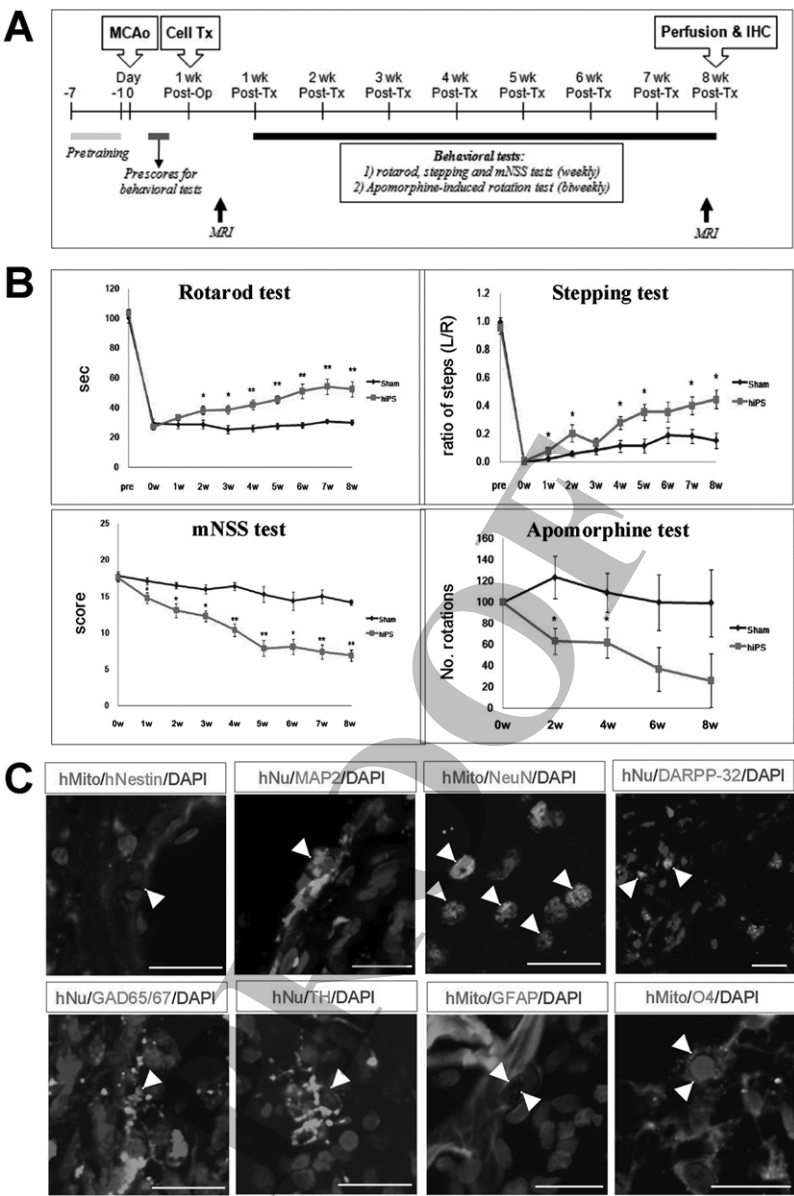 A
MCAo
Cell Tx
Perfusion & IHC
Day
1 wk
1 wk
2 wk
3 wk
4 wk
5 wk
6 wk
7 wk
8 wk
-7
-1 0
Post-Op
Post-Tx
Post-Tx
Post-Tx
Post-Tx
Post-Tx
Post-Tx
Post-Tx
Post-Tx
Pretraining
Prescores for
behavioral tests
Behavioral tests:
1) rotarod, stepping and mNSS tests (weekly)
2) Apomorphine-induced rotation test (biweekly)
MRI
MRI
B
Rotarod test
120
100
80
60
40
20
0
sec
* * ** ** ** ** **
Sham
hiPS
pre 0w 1w 2w 3w 4w 5w 6w 7w 8w
Stepping test
1.2
1.0
0.8
0.6
0.4
0.2
0.0
ratio of steps (L/R)
* * * * * *
Sham
hiPS
pre 0w 1w 2w 3w 4w 5w 6w 7w 8w
mNSS test
25
20
15
10
5
0
score
* * * ** ** * ** **
Sham
hiPS
0w 1w 2w 3w 4w 5w 6w 7w 8w
Apomorphine test
160
140
120
100
80
60
40
20
0
No. rotations
* *
Sham
hiPS
0w 2w 4w 6w 8w
C
hMito/hNestin/DAPI
hNu/MAP2/DAPI
hMito/NeuN/DAPI
hNu/DARPP-32/DAPI
hNu/GAD65/67/DAPI
hNu/TH/DAPI
hMito/GFAP/DAPI
hMito/O4/DAPI
PROOF